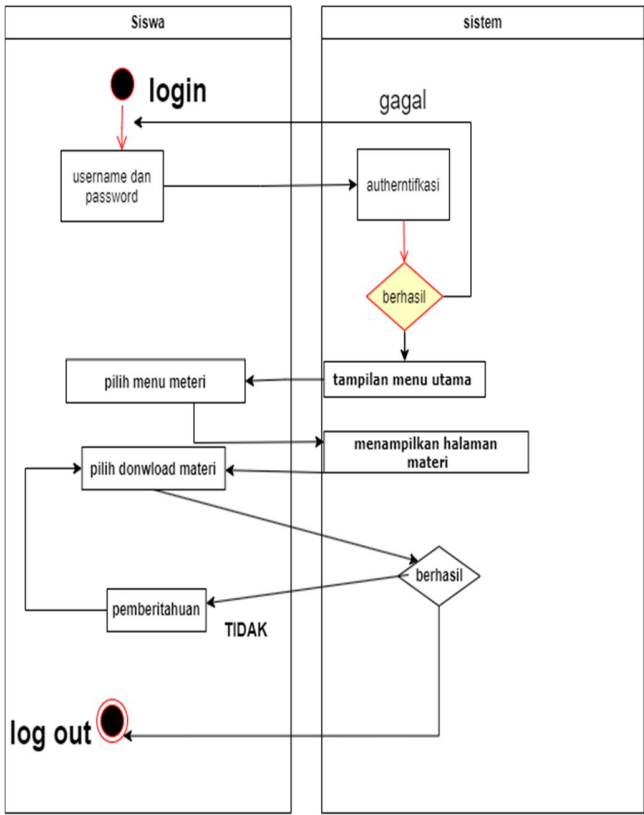 Siswa
sistem
login
gagal
username dan
password
autherntifkasi
berhasil
tampilan menu utama
pilih menu meteri
menampilkan halaman
materi
pilih donwload materi
berhasil
pemberitahuan
TIDAK
log out